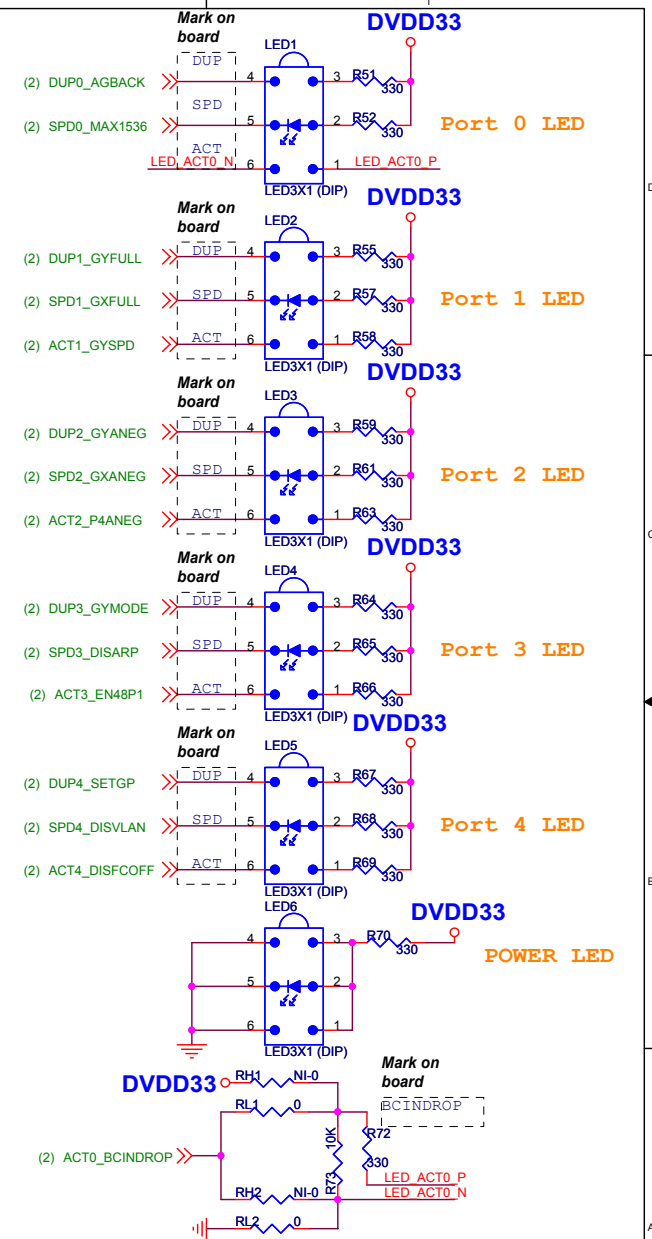 Mark on
board
DVDD33
LED1
DUP
(2) DUP0_AGBACK
4
3
R51
330
SPD
(2) SPD0_MAX1536
5
2
R52
330
Port 0 LED
ACT
LED_ACT0_N
6
1
LED_ACT0_P
LED3X1 (DIP)
Mark on
board
DVDD33
LED2
(2) DUP1_GYFULL
DUP
4
3
R55
330
(2) SPD1_GXFULL
SPD
5
2
R57
330
Port 1 LED
(2) ACT1_GYSPD
ACT
6
1
R58
330
LED3X1 (DIP)
Mark on
board
DVDD33
LED3
(2) DUP2_GYANEG
DUP
4
3
R59
330
(2) SPD2_GXANEG
SPD
5
2
R61
330
Port 2 LED
(2) ACT2_P4ANEG
ACT
6
1
R63
330
LED3X1 (DIP)
Mark on
board
DVDD33
LED4
(2) DUP3_GYMODE
DUP
4
3
R64
330
(2) SPD3_DISARP
SPD
5
2
R65
330
Port 3 LED
(2) ACT3_EN48P1
ACT
6
1
R66
330
LED3X1 (DIP)
Mark on
board
DVDD33
LED5
(2) DUP4_SETGP
DUP
4
3
R67
330
(2) SPD4_DISVLAN
SPD
5
2
R68
330
Port 4 LED
(2) ACT4_DISFCOFF
ACT
6
1
R69
330
LED3X1 (DIP)
LED6
DVDD33
4
3
R70
330
POWER LED
5
2
6
1
LED3X1 (DIP)
Mark on
board
DVDD33
RH1
NI-0
BCINDROP
RL1
0
R72
330
10K
R73
(2) ACT0_BCINDROP
LED_ACT0_P
LED_ACT0_N
RH2
NI-0
RL2
0
D
C
B
A